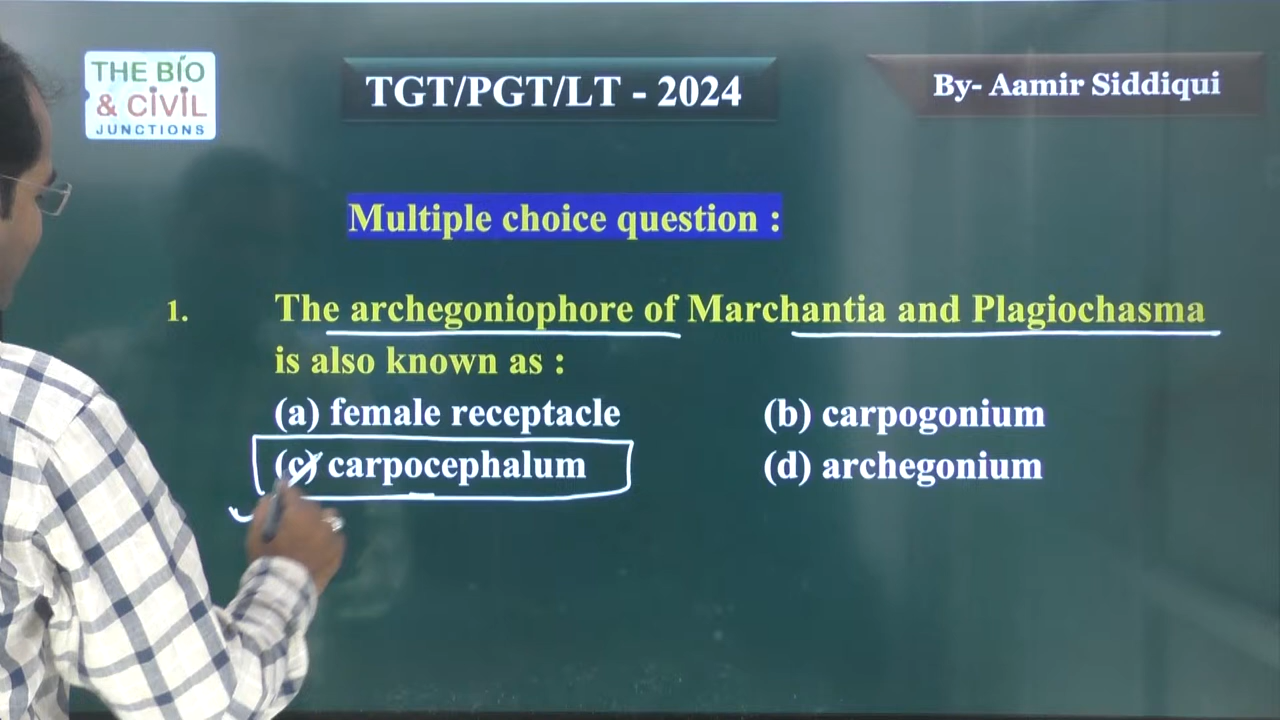 THE BIO
& CIVIL
JUNCTIONS
TGT/PGT/LT - 2024
By- Aamir Siddiqui
Multiple choice question :
1. The archegoniophore of Marchantia and Plagiochasma
is also known as :
(a) female receptacle (b) carpogonium
(c) carpocephalum (d) archegonium